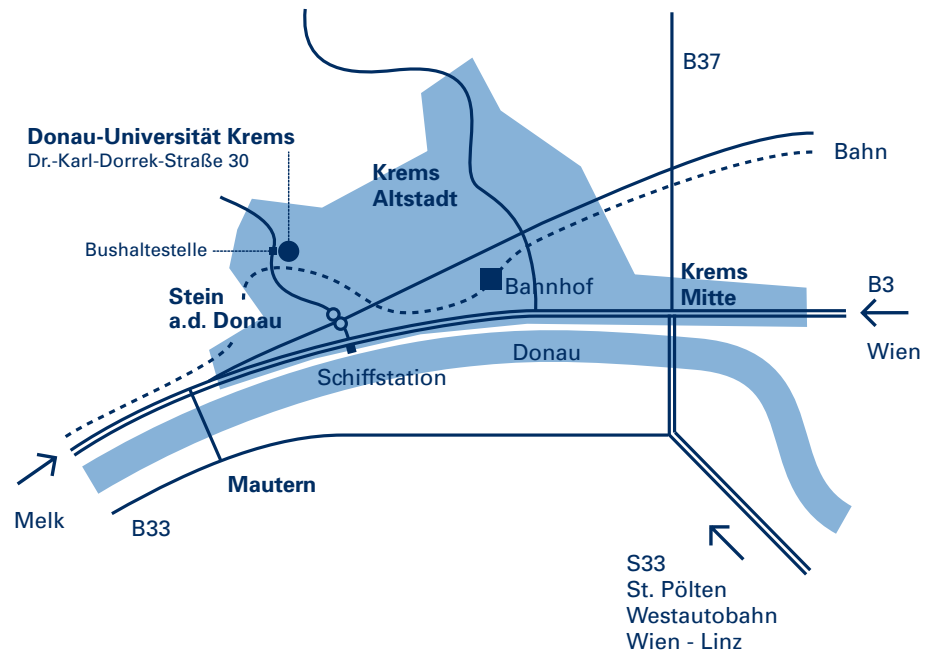 B37
Donau-Universität Krems
Dr.-Karl-Dorrek-Straße 30
Bahn
Krems
Altstadt
Bushaltestelle
Stein
a.d. Donau
Bahnhof
Krems
Mitte
B3
Wien
Donau
Schiffstation
Mautern
Melk
B33
S33
St. Pölten
Westautobahn
Wien - Linz